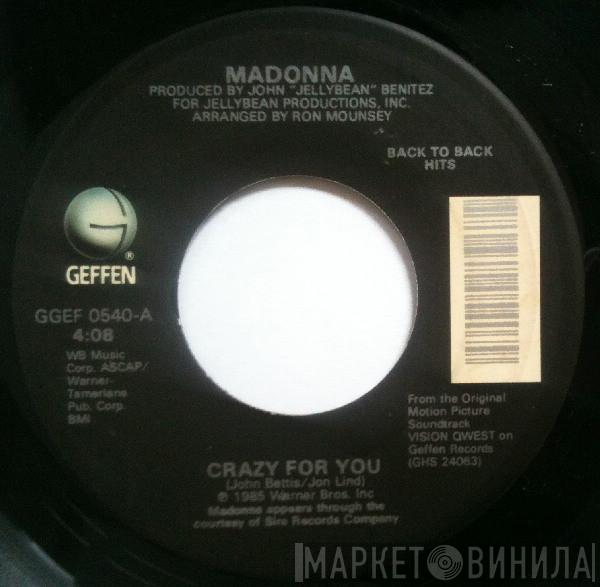 MADONNA
PRODUCED BY JOHN "JELLYBEAN" BENITEZ
FOR JELLYBEAN PRODUCTIONS, INC.
ARRANGED BY RON MOUNSEY
BACK TO BACK
HITS
GEFFEN
®
GGEF 0540-A
4:08
WB Music
Corp. ASCAP/
Warner-
Tamerlane
Pub. Corp.
BMI
From the Original
Motion Picture
Soundtrack
VISION QWEST on
Geffen Records
(GHS 24063)
CRAZY FOR YOU
(John Bettis/Jon Lind)
℗ 1985 Warner Bros. Inc
Madonna appears through the
courtesy of Sire Records Company
МАРКЕТ ВИНИЛА